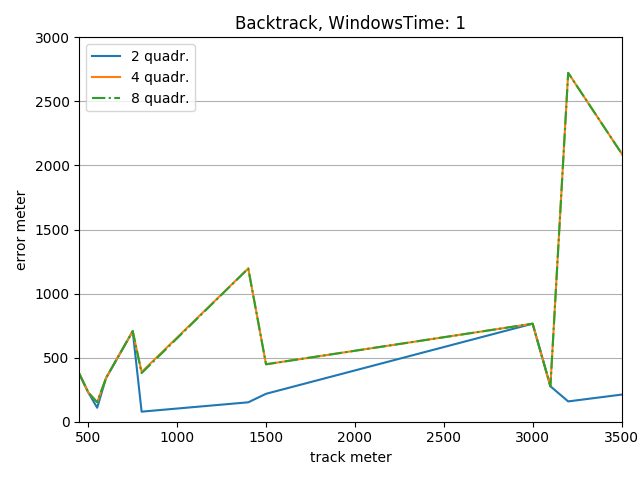 Backtrack, WindowsTime: 1
2 quadr.
4 quadr.
8 quadr.
error meter
3000
2500
2000
1500
1000
500
0
500 1000 1500 2000 2500 3000 3500
track meter